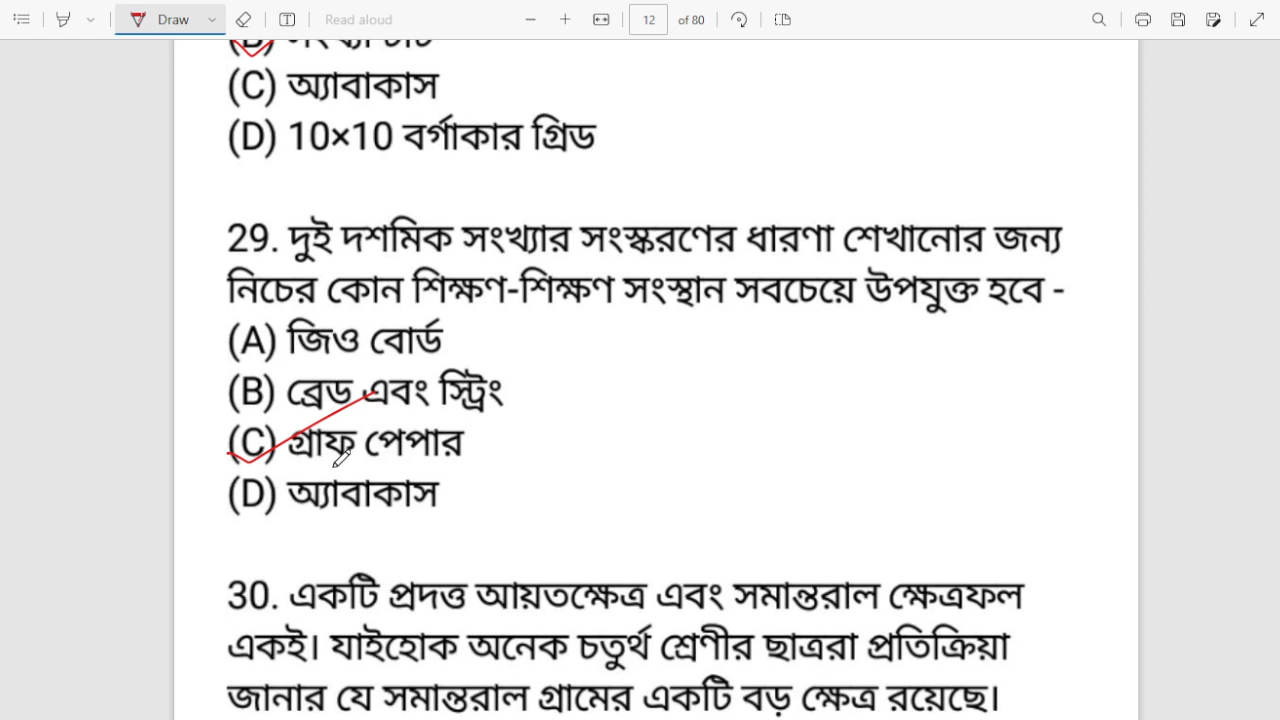 Draw
Read aloud
12 of 80
(C) অ্যাবাকাস
(D) 10×10 বর্গাকার গ্রিড
29. দুই দশমিক সংখ্যার সংস্করণের ধারণা শেখানোর জন্য
নিচের কোন শিক্ষণ-শিক্ষণ সংস্থান সবচেয়ে উপযুক্ত হবে -
(A) জিও বোর্ড
(B) ব্রেড এবং স্ট্রিং
(C) গ্রাফ পেপার
(D) অ্যাবাকাস
30. একটি প্রদত্ত আয়তক্ষেত্র এবং সমান্তরাল ক্ষেত্রফল
একই। যাইহোক অনেক চতুর্থ শ্রেণীর ছাত্ররা প্রতিক্রিয়া
জানার যে সমান্তরাল গ্রামের একটি বড় ক্ষেত্র রয়েছে।